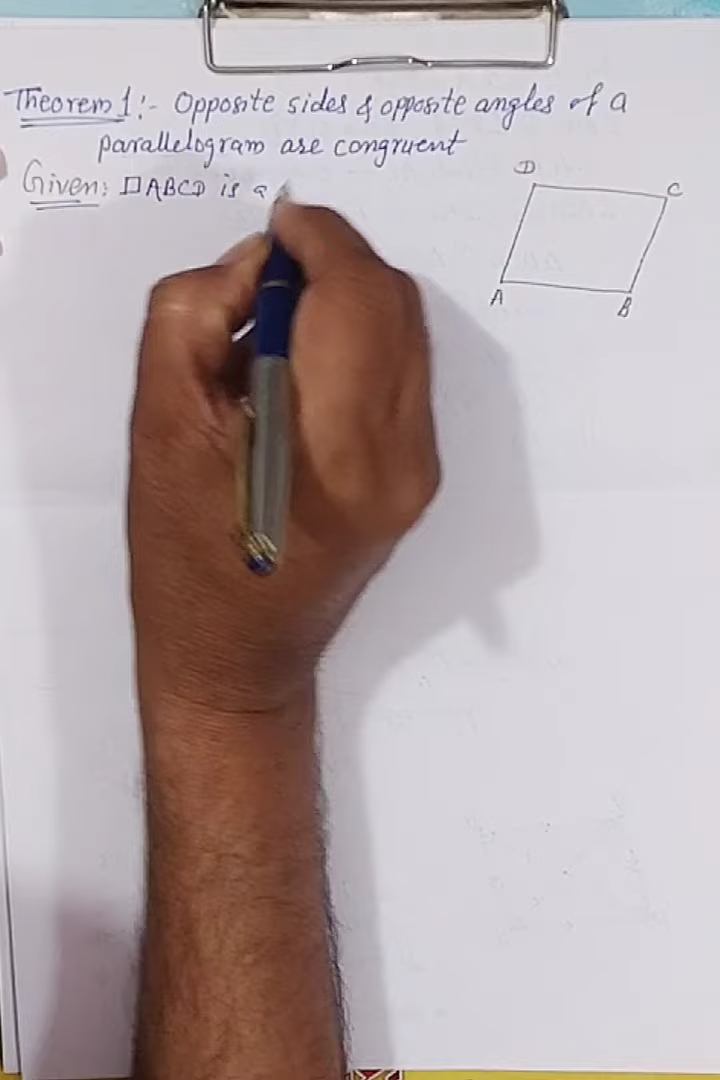 Theorem 1:- Opposite sides & opposite angles of a
parallelogram are congruent
Given: □ABCD is a
D
C
A
B